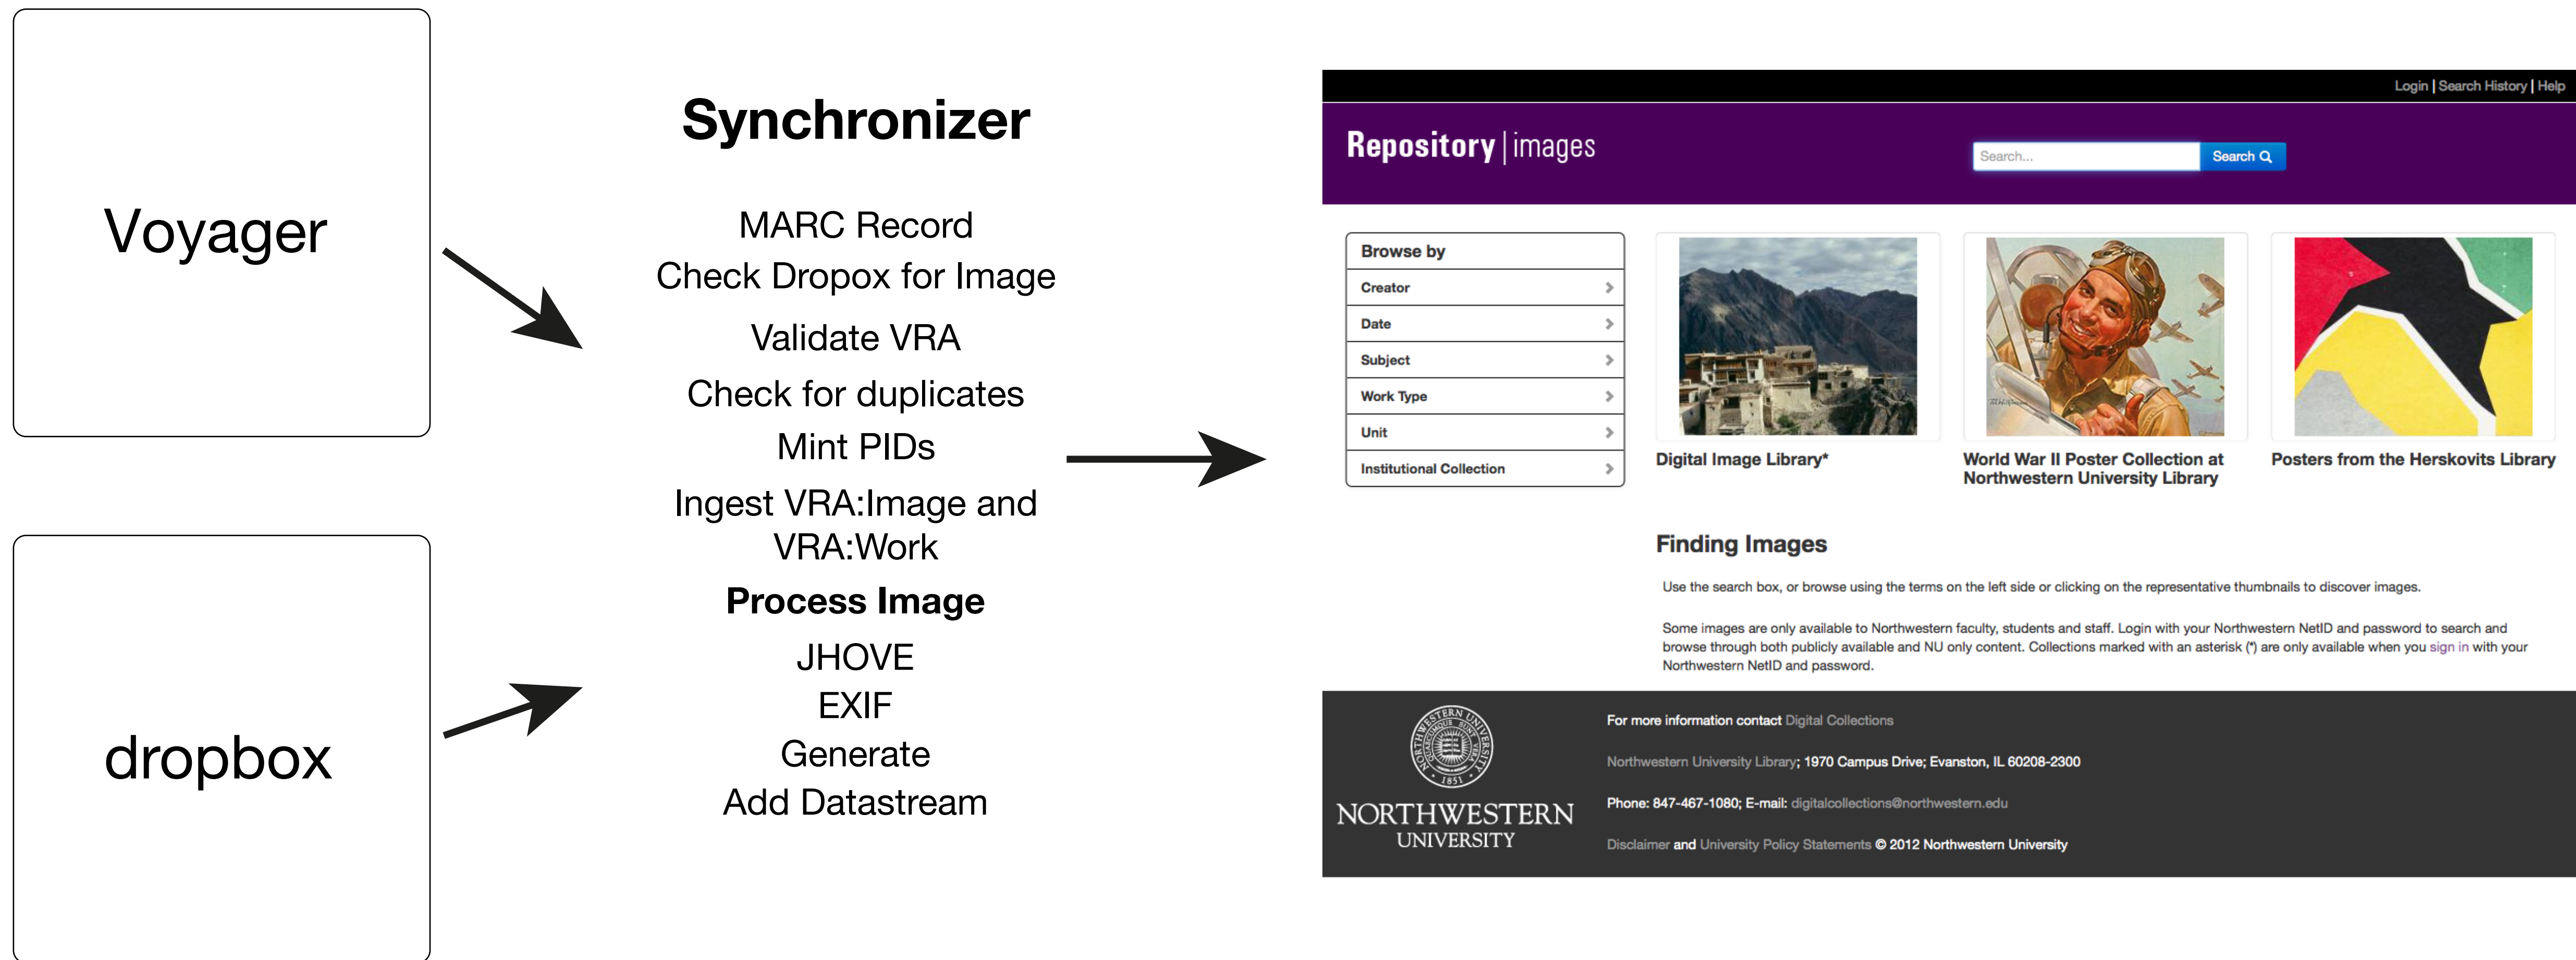 Voyager
dropbox
Synchronizer
MARC Record
Check Dropox for Image
Validate VRA
Check for duplicates
Mint PIDs
Ingest VRA:Image and
VRA:Work
Process Image
JHOVE
EXIF
Generate
Add Datastream
Login | Search History | Help
Repository | images
Search...
Search
Browse by
Creator
Date
Subject
Work Type
Unit
Institutional Collection
Digital Image Library*
World War II Poster Collection at
Northwestern University Library
Posters from the Herskovits Library
Finding Images
Use the search box, or browse using the terms on the left side or clicking on the representative thumbnails to discover images.
Some images are only available to Northwestern faculty, students and staff. Login with your Northwestern NetID and password to search and
browse through both publicly available and NU only content. Collections marked with an asterisk (*) are only available when you sign in with your
Northwestern NetID and password.
1851
NORTHWESTERN
UNIVERSITY
For more information contact Digital Collections
Northwestern University Library; 1970 Campus Drive; Evanston, IL 60208-2300
Phone: 847-467-1080; E-mail: digitalcollections@northwestern.edu
Disclaimer and University Policy Statements © 2012 Northwestern University